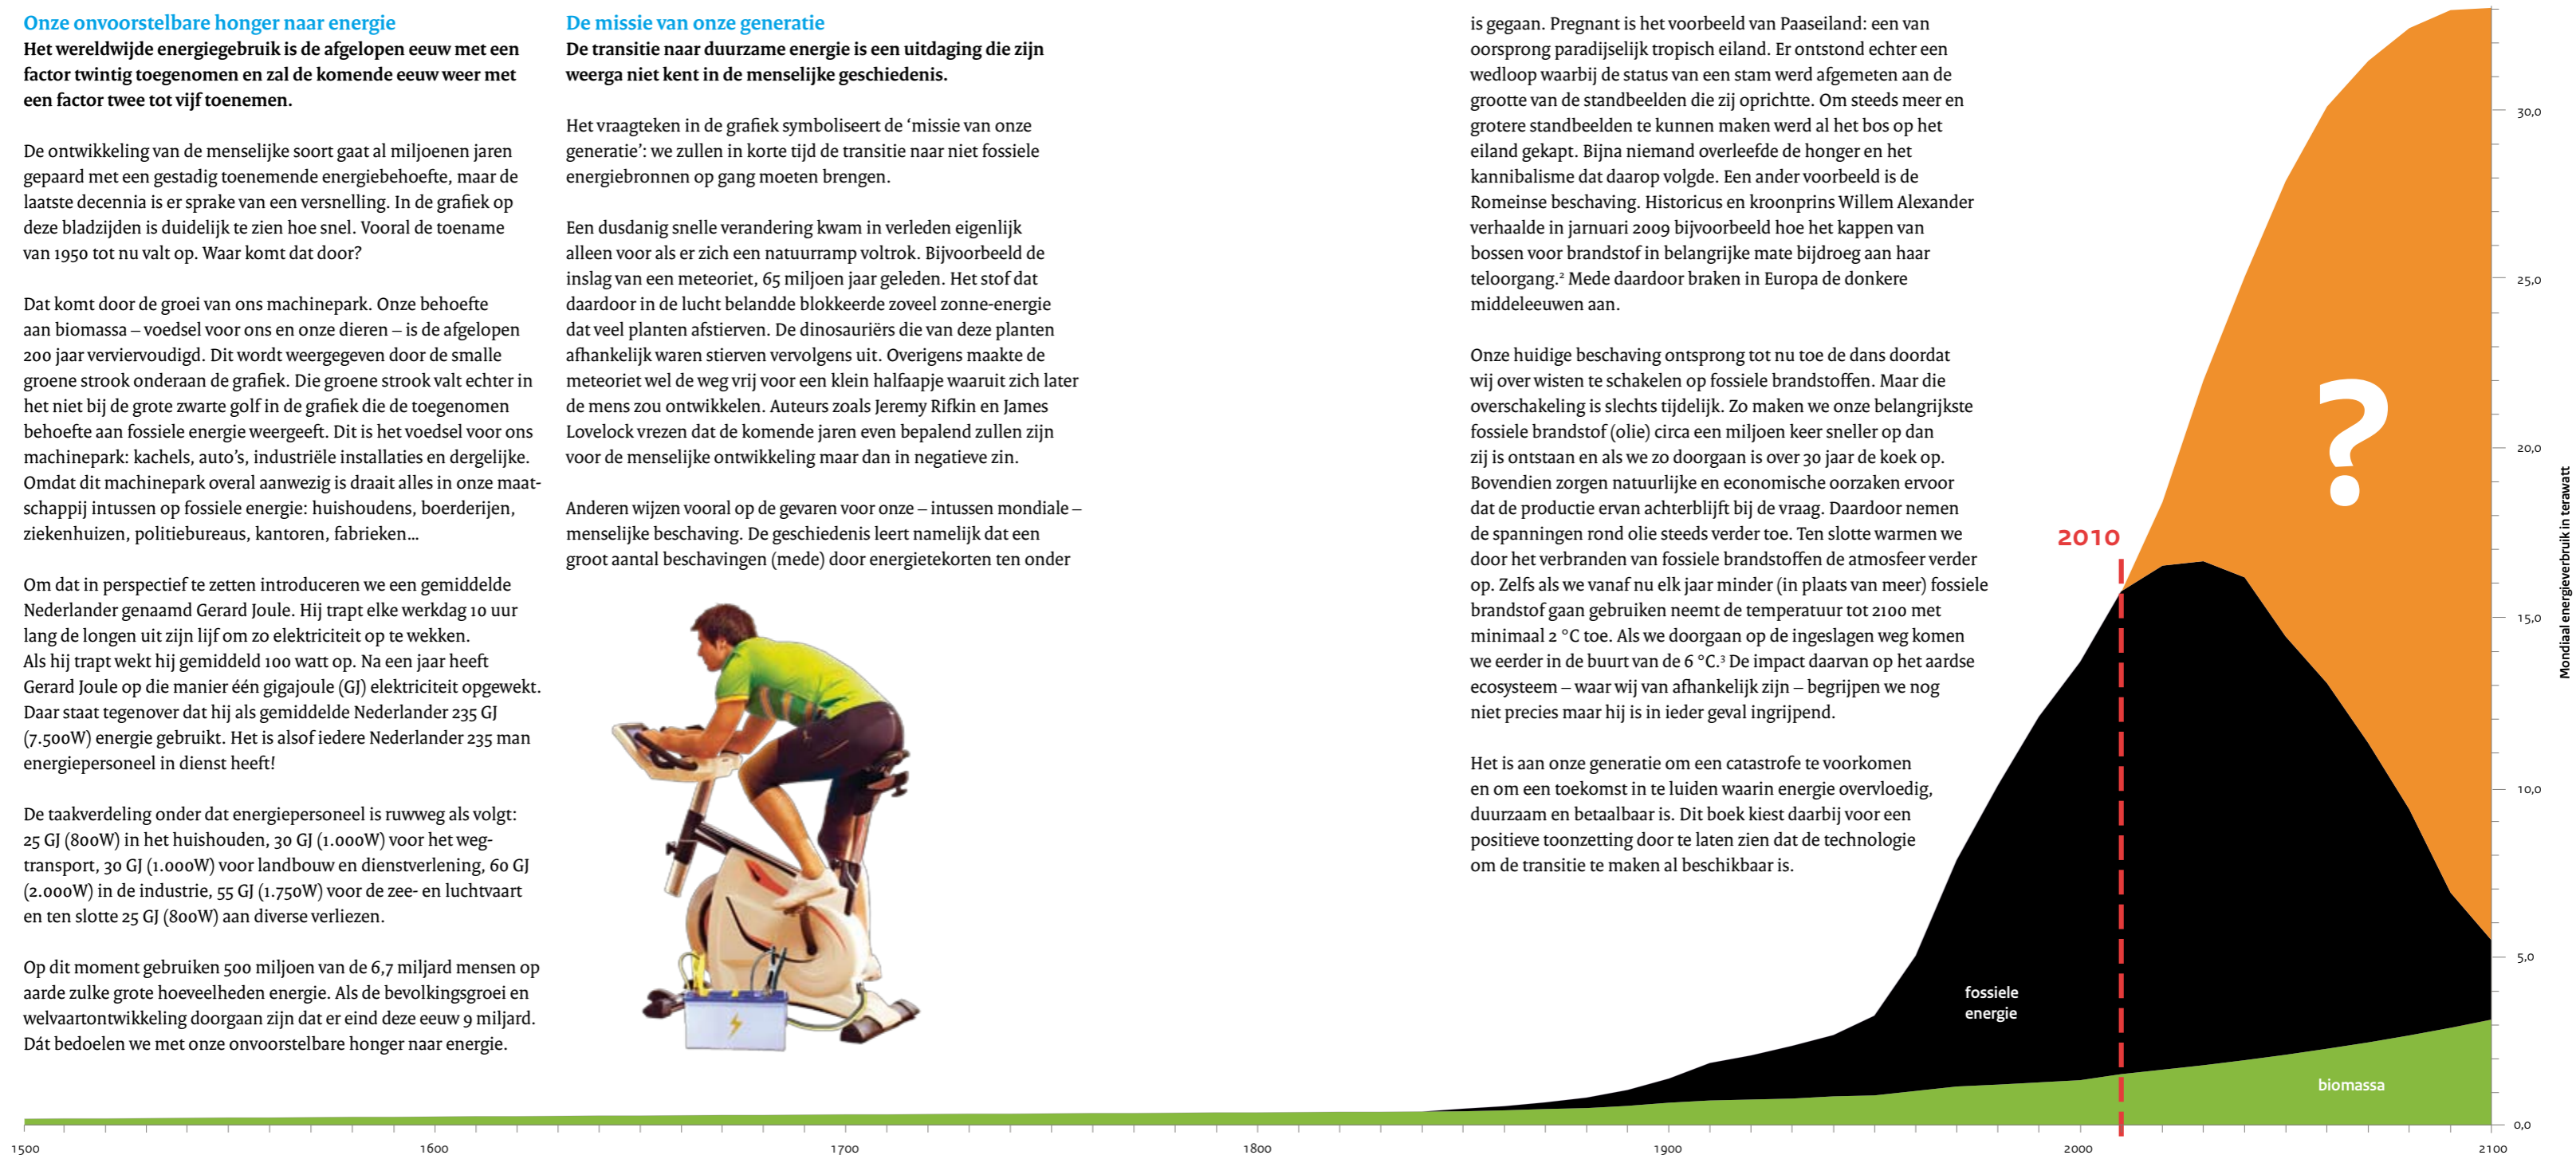 Onze onvoorstelbare honger naar energie
Het wereldwijde energiegebruik is de afgelopen eeuw met een
factor twintig toegenomen en zal de komende eeuw weer met
een factor twee tot vijf toenemen.
De ontwikkeling van de menselijke soort gaat al miljoenen jaren
gepaard met een gestadig toenemende energiebehoefte, maar de
laatste decennia is er sprake van een versnelling. In de grafiek op
deze bladzijden is duidelijk te zien hoe snel. Vooral de toename
van 1950 tot nu valt op. Waar komt dat door?
Dat komt door de groei van ons machinepark. Onze behoefte
aan biomassa – voedsel voor ons en onze dieren – is de afgelopen
200 jaar verviervoudigd. Dit wordt weergegeven door de smalle
groene strook onderaan de grafiek. Die groene strook valt echter in
het niet bij de grote zwarte golf in de grafiek die de toegenomen
behoefte aan fossiele energie weergeeft. Dit is het voedsel voor ons
machinepark: kachels, auto's, industriële installaties en dergelijke.
Omdat dit machinepark overal aanwezig is draait alles in onze maat-
schappij intussen op fossiele energie: huishoudens, boerderijen,
ziekenhuizen, politiebureaus, kantoren, fabrieken…
Om dat in perspectief te zetten introduceren we een gemiddelde
Nederlander genaamd Gerard Joule. Hij trapt elke werkdag 10 uur
lang de longen uit zijn lijf om zo elektriciteit op te wekken.
Als hij trapt wekt hij gemiddeld 100 watt op. Na een jaar heeft
Gerard Joule op die manier één gigajoule (GJ) elektriciteit opgewekt.
Daar staat tegenover dat hij als gemiddelde Nederlander 235 GJ
(7.500W) energie gebruikt. Het is alsof iedere Nederlander 235 man
energiepersoneel in dienst heeft!
De taakverdeling onder dat energiepersoneel is ruwweg als volgt:
25 GJ (800W) in het huishouden, 30 GJ (1.000W) voor het weg-
transport, 30 GJ (1.000W) voor landbouw en dienstverlening, 60 GJ
(2.000W) in de industrie, 55 GJ (1.750W) voor de zee- en luchtvaart
en ten slotte 25 GJ (800W) aan diverse verliezen.
Op dit moment gebruiken 500 miljoen van de 6,7 miljard mensen op
aarde zulke grote hoeveelheden energie. Als de bevolkingsgroei en
welvaartontwikkeling doorgaan zijn dat er eind deze eeuw 9 miljard.
Dát bedoelen we met onze onvoorstelbare honger naar energie.
De missie van onze generatie
De transitie naar duurzame energie is een uitdaging die zijn
weerga niet kent in de menselijke geschiedenis.
Het vraagteken in de grafiek symboliseert de ‘missie van onze
generatie’: we zullen in korte tijd de transitie naar niet fossiele
energiebronnen op gang moeten brengen.
Een dusdanig snelle verandering kwam in verleden eigenlijk
alleen voor als er zich een natuurramp voltrok. Bijvoorbeeld de
inslag van een meteoriet, 65 miljoen jaar geleden. Het stof dat
daardoor in de lucht belandde blokkeerde zoveel zonne-energie
dat veel planten afstierven. De dinosauriërs die van deze planten
afhankelijk waren stierven vervolgens uit. Overigens maakte de
meteoriet wel de weg vrij voor een klein halfaapje waaruit zich later
de mens zou ontwikkelen. Auteurs zoals Jeremy Rifkin en James
Lovelock vrezen dat de komende jaren even bepalend zullen zijn
voor de menselijke ontwikkeling maar dan in negatieve zin.
Anderen wijzen vooral op de gevaren voor onze – intussen mondiale –
menselijke beschaving. De geschiedenis leert namelijk dat een
groot aantal beschavingen (mede) door energietekorten ten onder
is gegaan. Pregnant is het voorbeeld van Paaseiland: een van
oorsprong paradijselijk tropisch eiland. Er ontstond echter een
wedloop waarbij de status van een stam werd afgemeten aan de
grootte van de standbeelden die zij oprichtte. Om steeds meer en
grotere standbeelden te kunnen maken werd al het bos op het
eiland gekapt. Bijna niemand overleefde de honger en het
kannibalisme dat daarop volgde. Een ander voorbeeld is de
Romeinse beschaving. Historicus en kroonprins Willem Alexander
verhaalde in jarnuari 2009 bijvoorbeeld hoe het kappen van
bossen voor brandstof in belangrijke mate bijdroeg aan haar
teloorgang.² Mede daardoor braken in Europa de donkere
middeleeuwen aan.
Onze huidige beschaving ontsprong tot nu toe de dans doordat
wij over wisten te schakelen op fossiele brandstoffen. Maar die
overschakeling is slechts tijdelijk. Zo maken we onze belangrijkste
fossiele brandstof (olie) circa een miljoen keer sneller op dan
zij is ontstaan en als we zo doorgaan is over 30 jaar de koek op.
Bovendien zorgen natuurlijke en economische oorzaken ervoor
dat de productie ervan achterblijft bij de vraag. Daardoor nemen
de spanningen rond olie steeds verder toe. Ten slotte warmen we
door het verbranden van fossiele brandstoffen de atmosfeer verder
op. Zelfs als we vanaf nu elk jaar minder (in plaats van meer) fossiele
brandstof gaan gebruiken neemt de temperatuur tot 2100 met
minimaal 2 °C toe. Als we doorgaan op de ingeslagen weg komen
we eerder in de buurt van de 6 °C.³ De impact daarvan op het aardse
ecosysteem – waar wij van afhankelijk zijn – begrijpen we nog
niet precies maar hij is in ieder geval ingrijpend.
Het is aan onze generatie om een catastrofe te voorkomen
en om een toekomst in te luiden waarin energie overvloedig,
duurzaam en betaalbaar is. Dit boek kiest daarbij voor een
positieve toonzetting door te laten zien dat de technologie
om de transitie te maken al beschikbaar is.
2010
?
fossiele
energie
biomassa
30,0
25,0
20,0
15,0
10,0
5,0
0,0
Mondiaal energieverbruik in terawatt
1500
1600
1700
1800
1900
2000
2100